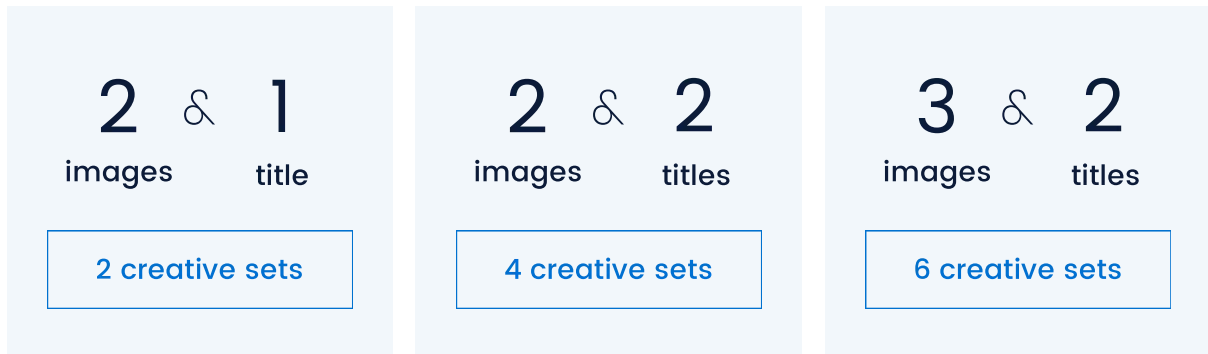 2 & 1
images title
2 creative sets
2 & 2
images titles
4 creative sets
3 & 2
images titles
6 creative sets